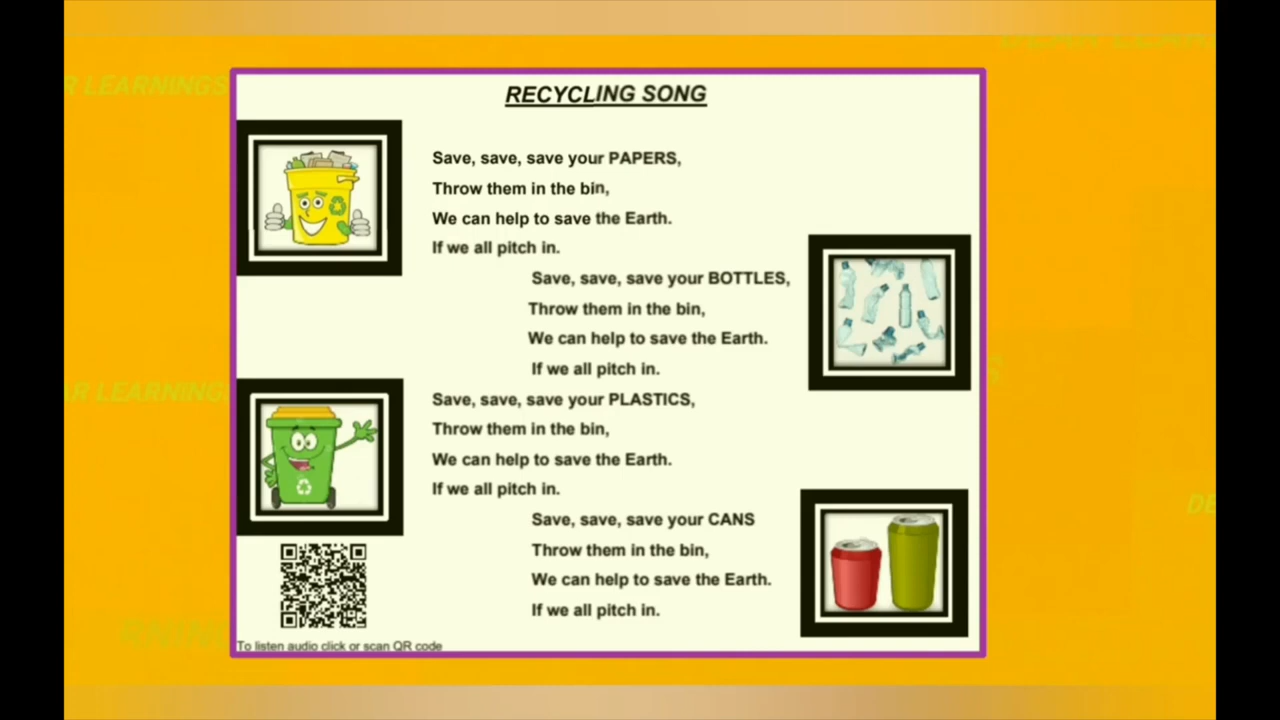 RECYCLING SONG
Save, save, save your PAPERS,
Throw them in the bin,
We can help to save the Earth.
If we all pitch in.
Save, save, save your BOTTLES,
Throw them in the bin,
We can help to save the Earth.
If we all pitch in.
Save, save, save your PLASTICS,
Throw them in the bin,
We can help to save the Earth.
If we all pitch in.
Save, save, save your CANS
Throw them in the bin,
We can help to save the Earth.
If we all pitch in.
To listen audio click or scan QR code
R LEARNINGS
AR LEARNINGS